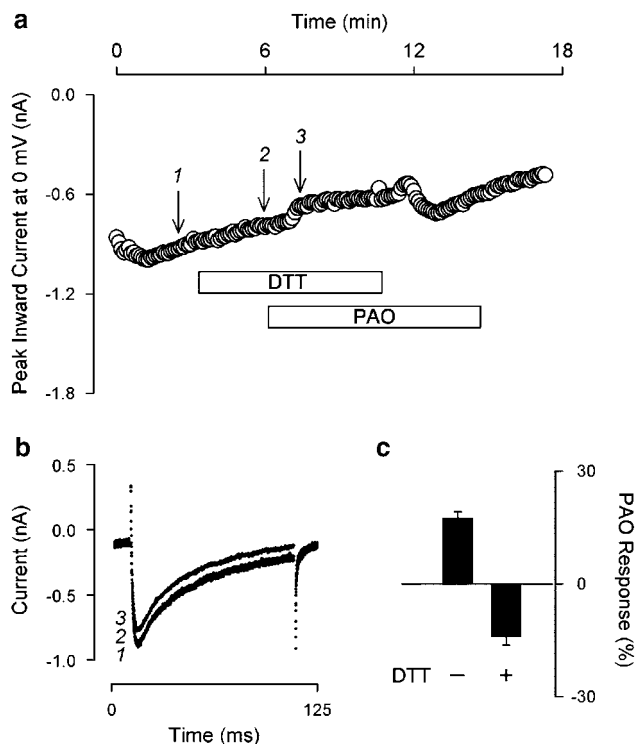 a
Time (min)
0 6 12 18
Peak Inward Current at 0 mV (nA)
0.0
-0.6
-1.2
-1.8
1
2
3
DTT
PAO
b
Current (nA)
0.5
0.0
-0.5
-1.0
3
2
1
0 125
Time (ms)
c
30
0
-30
PAO Response (%)
DTT − +